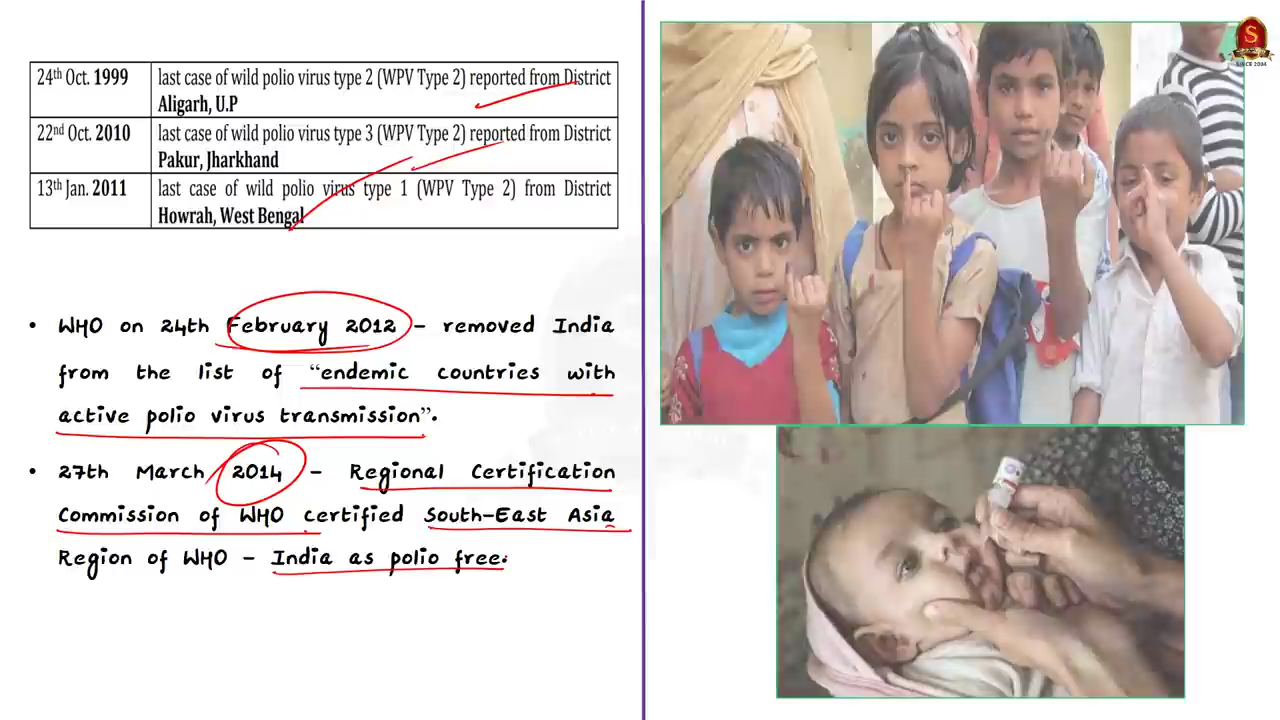 24th Oct. 1999 last case of wild polio virus type 2 (WPV Type 2) reported from District
Aligarh, U.P
22nd Oct. 2010 last case of wild polio virus type 3 (WPV Type 2) reported from District
Pakur, Jharkhand
13th Jan. 2011 last case of wild polio virus type 1 (WPV Type 2) from District
Howrah, West Bengal
• WHO on 24th February 2012 – removed India
from the list of “endemic countries with
active polio virus transmission”.
• 27th March 2014 – Regional Certification
Commission of WHO certified South-East Asia
Region of WHO – India as polio free.
S
SINCE 2004